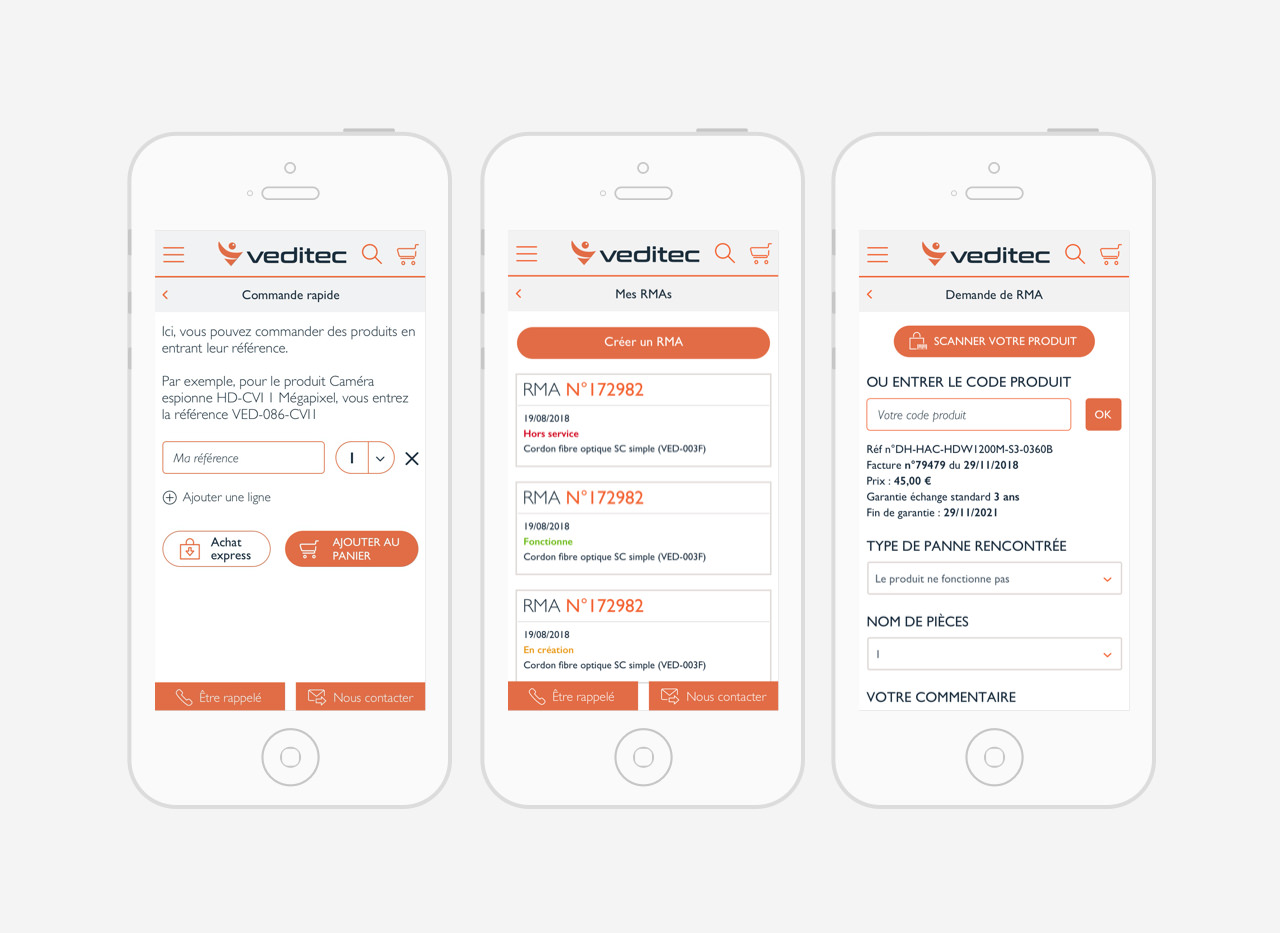 veditec
Commande rapide
Ici, vous pouvez commander des produits en
entrant leur référence.
Par exemple, pour le produit Caméra
espionne HD-CVI 1 Mégapixel, vous entrez
la référence VED-086-CVI1
Ma référence
1
Ajouter une ligne
Achat
express
AJOUTER AU
PANIER
Être rappelé
Nous contacter
veditec
Mes RMAs
Créer un RMA
RMA N°172982
19/08/2018
Hors service
Cordon fibre optique SC simple (VED-003F)
RMA N°172982
19/08/2018
Fonctionne
Cordon fibre optique SC simple (VED-003F)
RMA N°172982
19/08/2018
En création
Cordon fibre optique SC simple (VED-003F)
Être rappelé
Nous contacter
veditec
Demande de RMA
SCANNER VOTRE PRODUIT
OU ENTRER LE CODE PRODUIT
Votre code produit
OK
Réf n°DH-HAC-HDW1200M-S3-0360B
Facture n°79479 du 29/11/2018
Prix : 45,00 €
Garantie échange standard 3 ans
Fin de garantie : 29/11/2021
TYPE DE PANNE RENCONTRÉE
Le produit ne fonctionne pas
NOM DE PIÈCES
1
VOTRE COMMENTAIRE